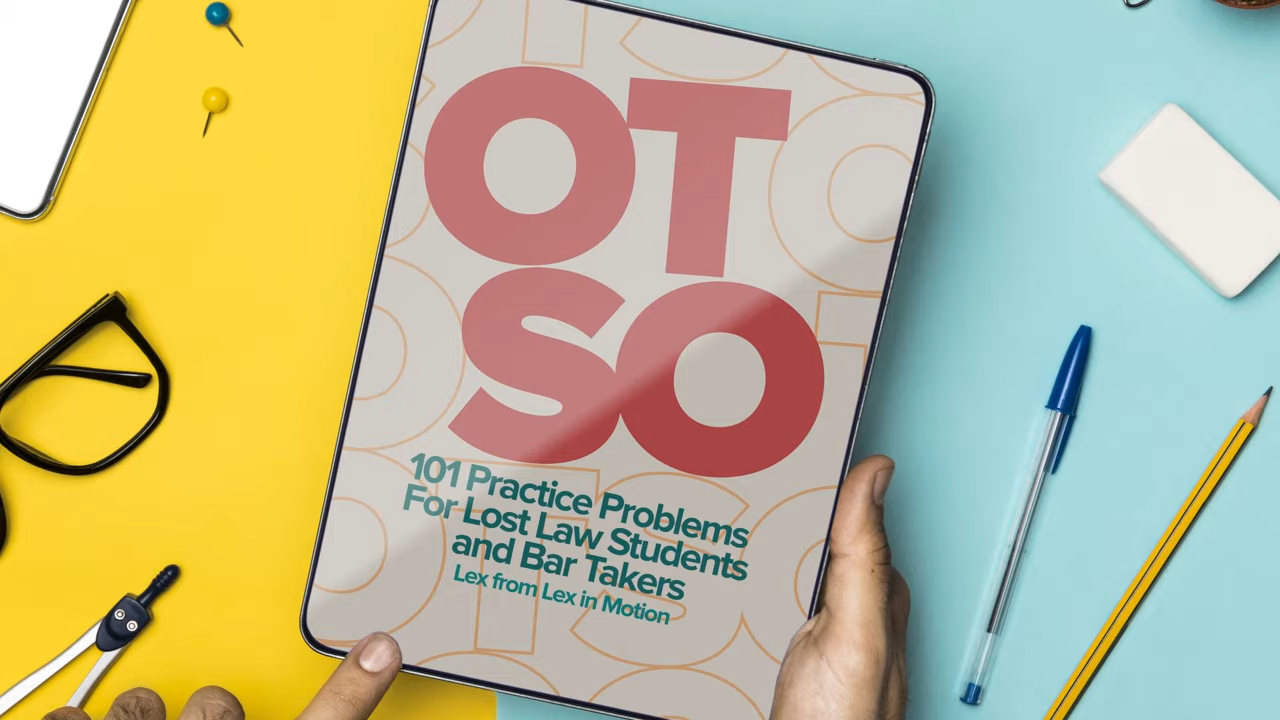 OT
SO
101 Practice Problems
For Lost Law Students
and Bar Takers
Lex from Lex in Motion